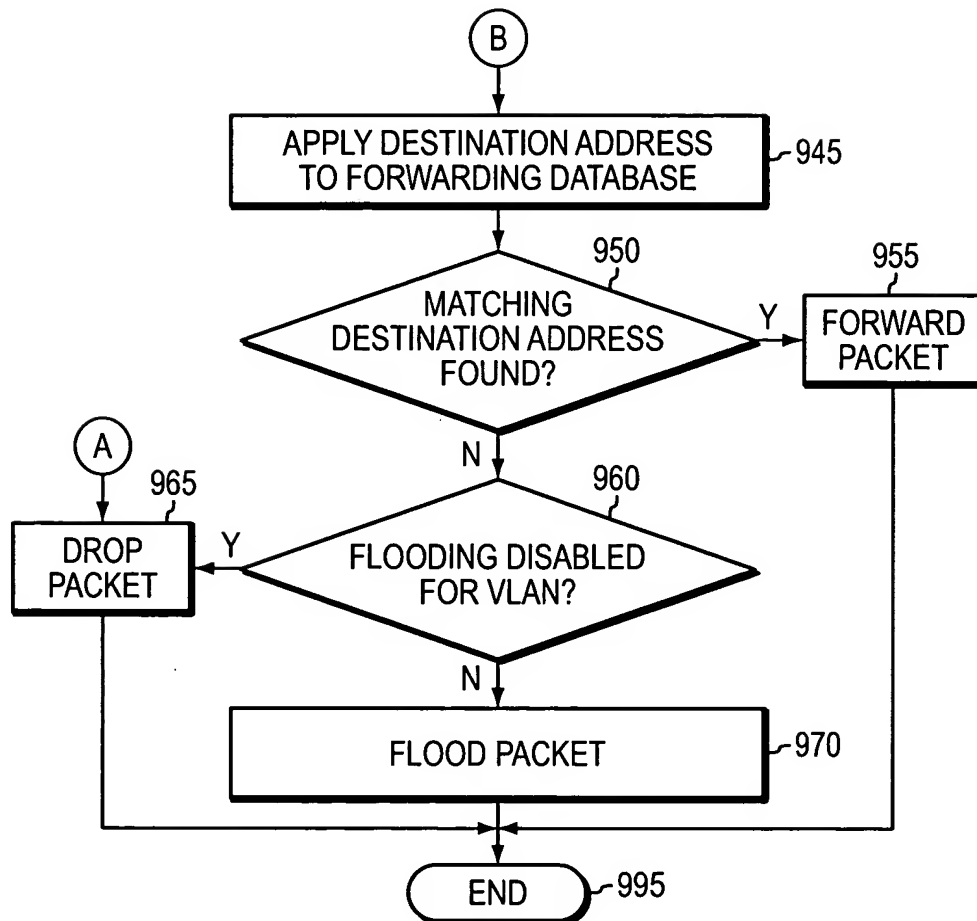 B
APPLY DESTINATION ADDRESS
TO FORWARDING DATABASE
945
950
MATCHING
DESTINATION ADDRESS
FOUND?
Y
955
FORWARD
PACKET
N
A
965
DROP
PACKET
Y
960
FLOODING DISABLED
FOR VLAN?
N
FLOOD PACKET
970
END
995